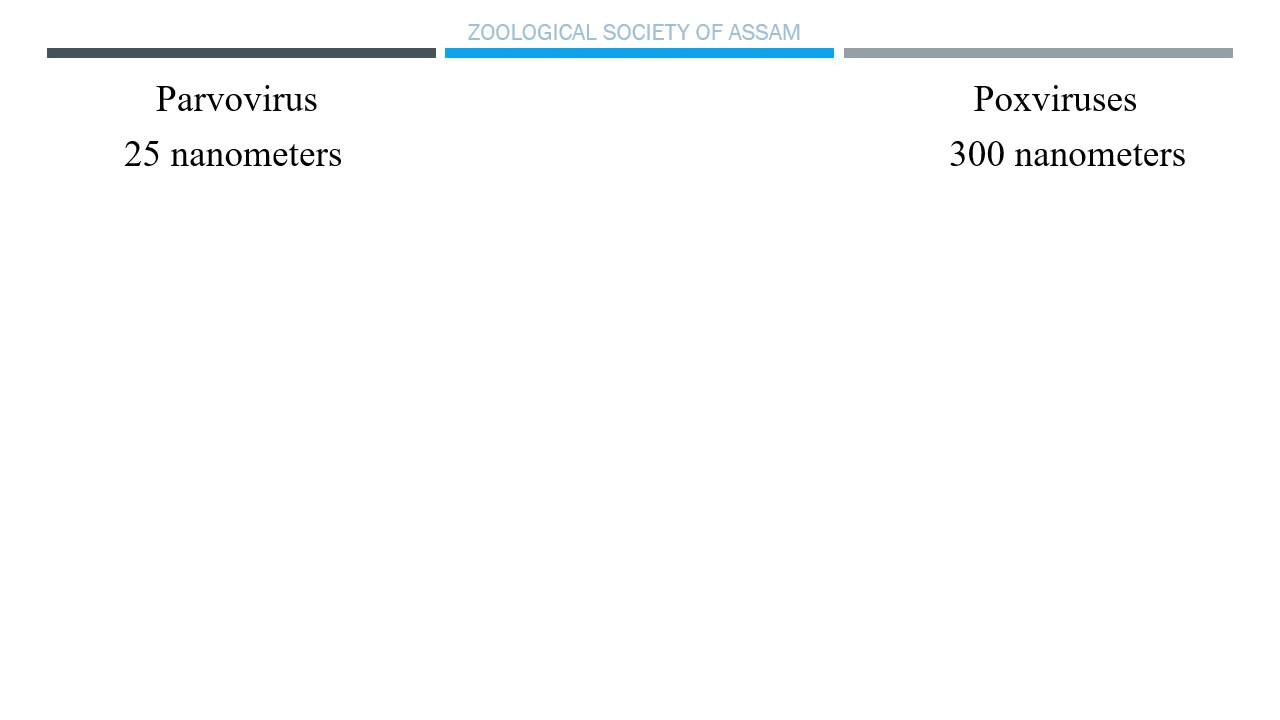 ZOOLOGICAL SOCIETY OF ASSAM
Parvovirus
25 nanometers
Poxviruses
300 nanometers